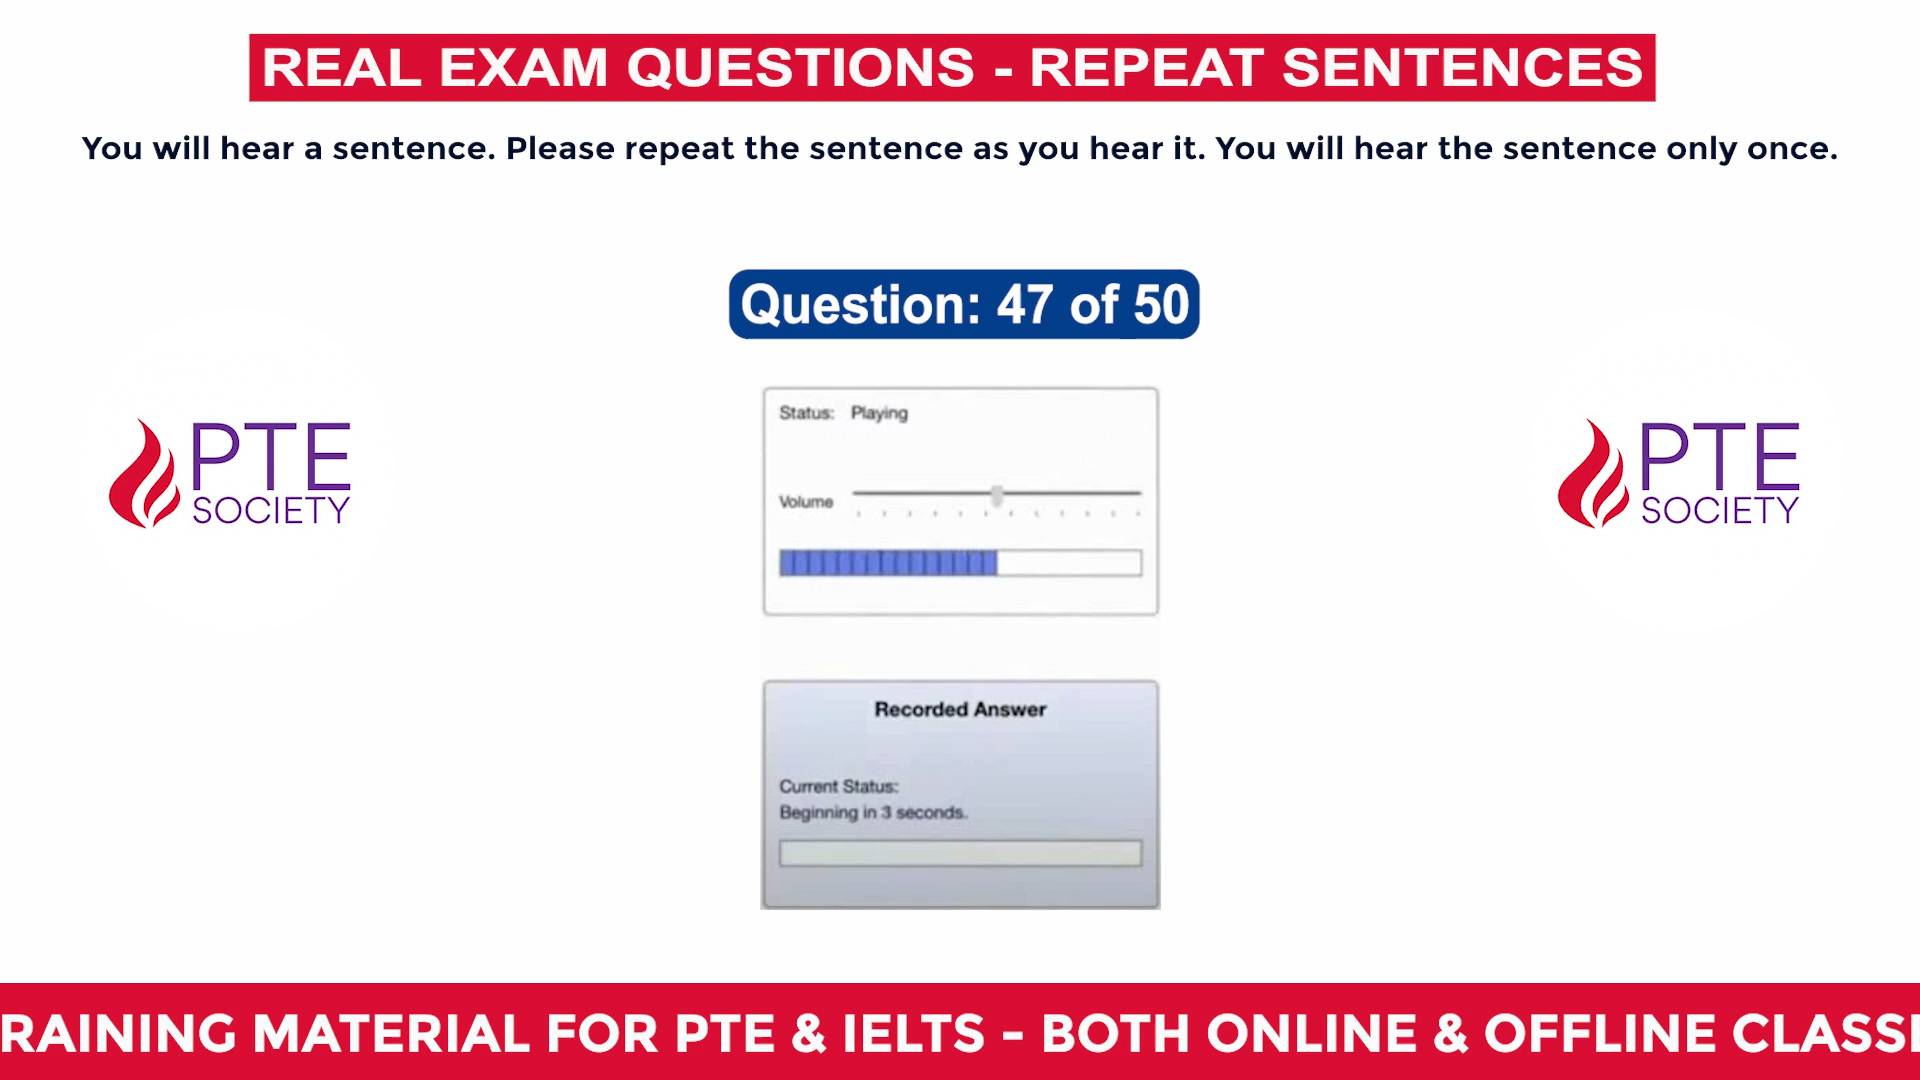 REAL EXAM QUESTIONS - REPEAT SENTENCES
You will hear a sentence. Please repeat the sentence as you hear it. You will hear the sentence only once.
Question: 47 of 50
Status: Playing
Volume
PTE
SOCIETY
PTE
SOCIETY
Recorded Answer
Current Status:
Beginning in 3 seconds.
RAINING MATERIAL FOR PTE & IELTS - BOTH ONLINE & OFFLINE CLASS